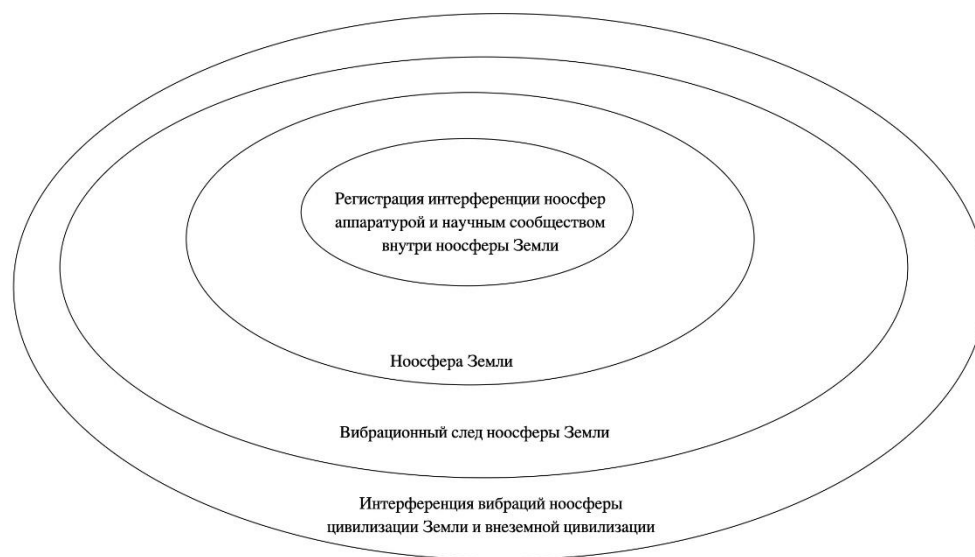 Регистрация интерференции ноосфер
аппаратурой и научным сообществом
внутри ноосферы Земли
Ноосфера Земли
Вибрационный след ноосферы Земли
Интерференция вибраций ноосферы
цивилизации Земли и внеземной цивилизации